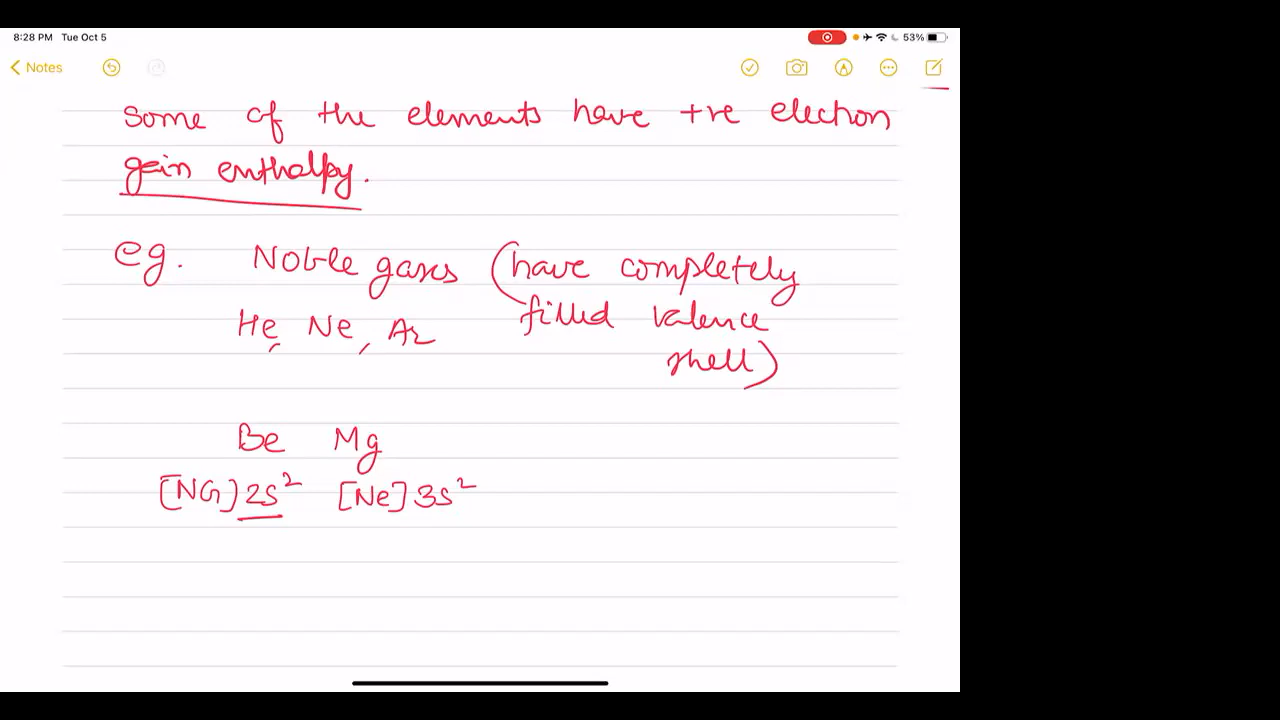 8:28 PM Tue Oct 5
53%
Notes
Some of the elements have +ve election
gain enthalpy.
eg. Noble gases (have completely
filled valence
shell)
He, Ne, Ar
Be Mg
[NG] 2s² [Ne] 3s²